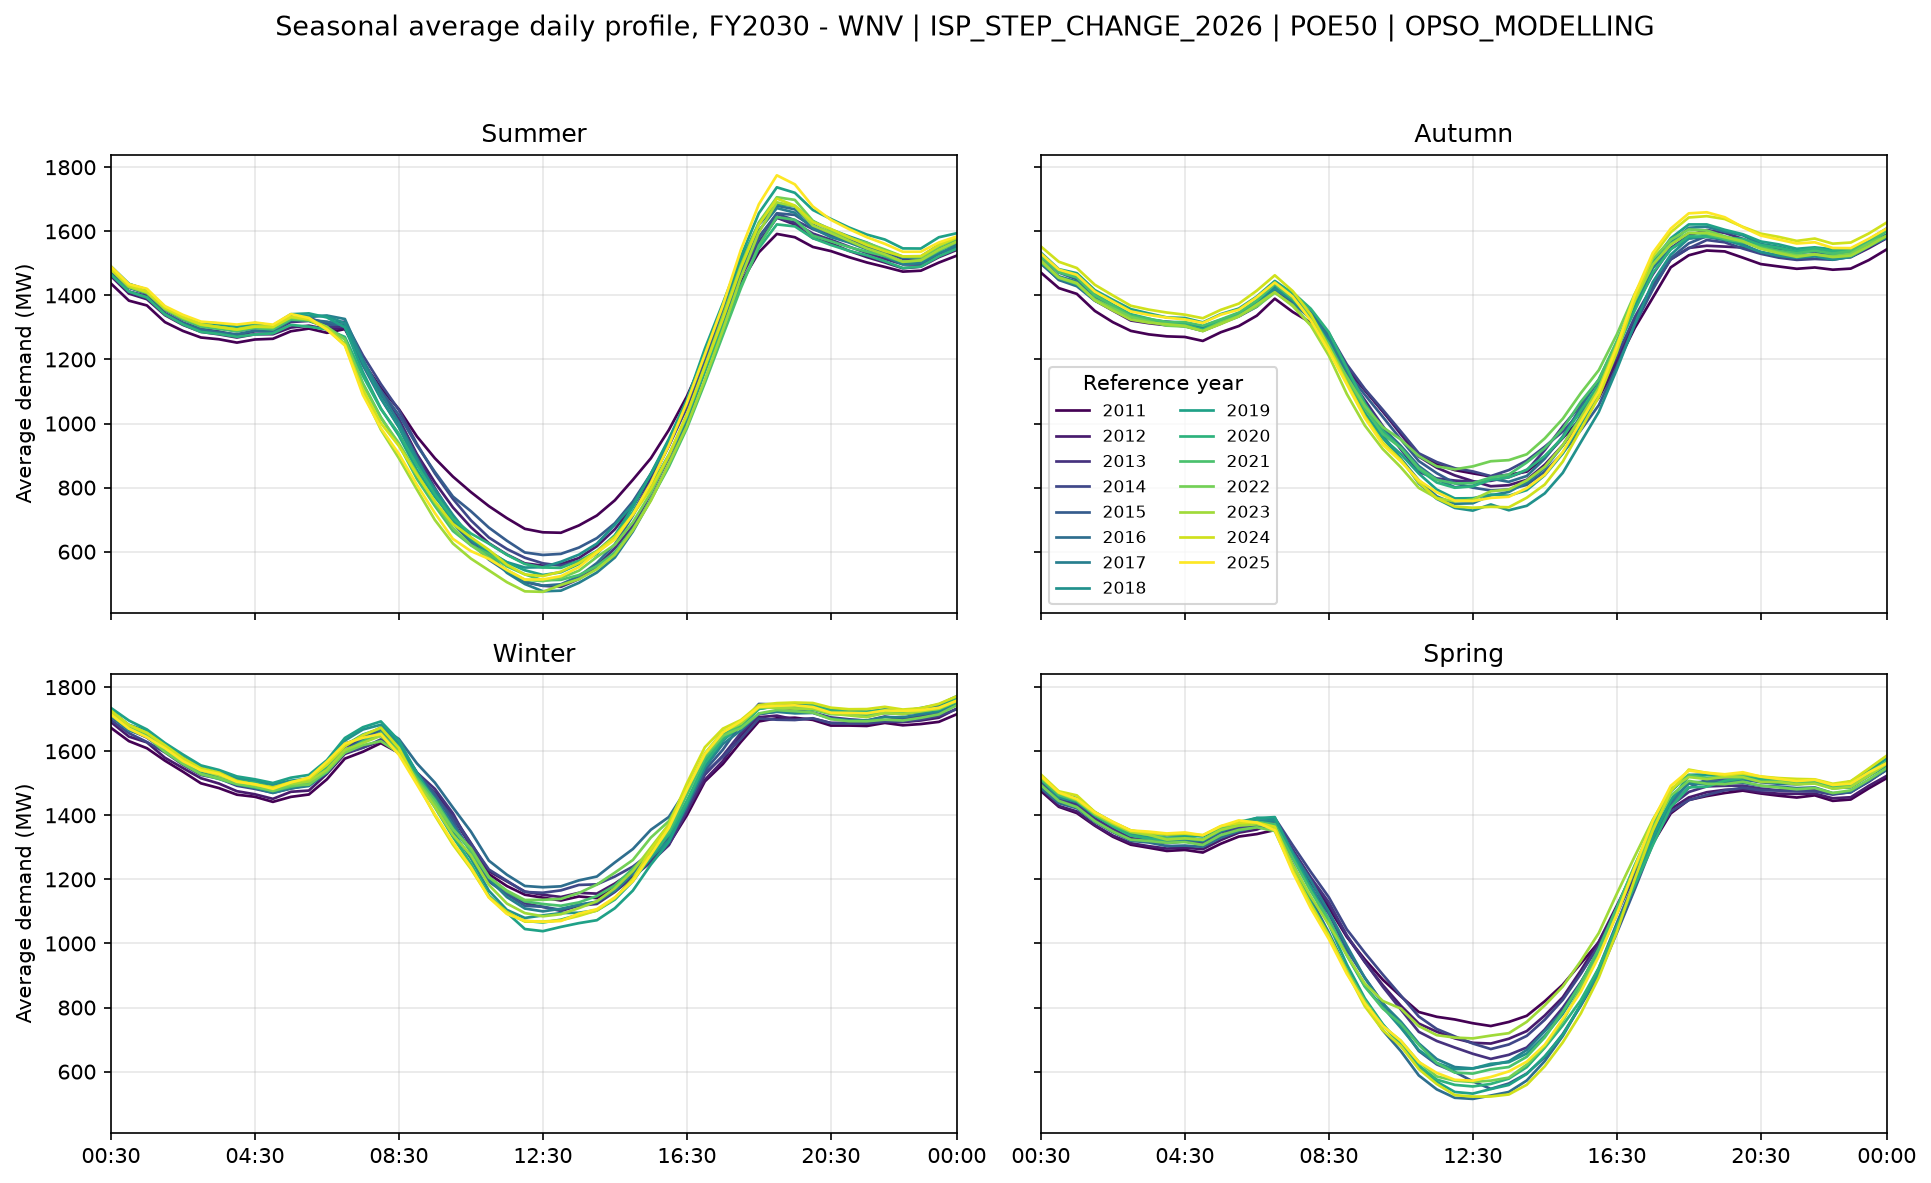 Seasonal average daily profile, FY2030 - WNV | ISP_STEP_CHANGE_2026 | POE50 | OPSO_MODELLING
Summer
Average demand (MW)
1800
1600
1400
1200
1000
800
600
Autumn
Reference year
2011
2012
2013
2014
2015
2016
2017
2018
2019
2020
2021
2022
2023
2024
2025
Winter
Average demand (MW)
1800
1600
1400
1200
1000
800
600
00:30 04:30 08:30 12:30 16:30 20:30 00:00
Spring
00:30 04:30 08:30 12:30 16:30 20:30 00:00